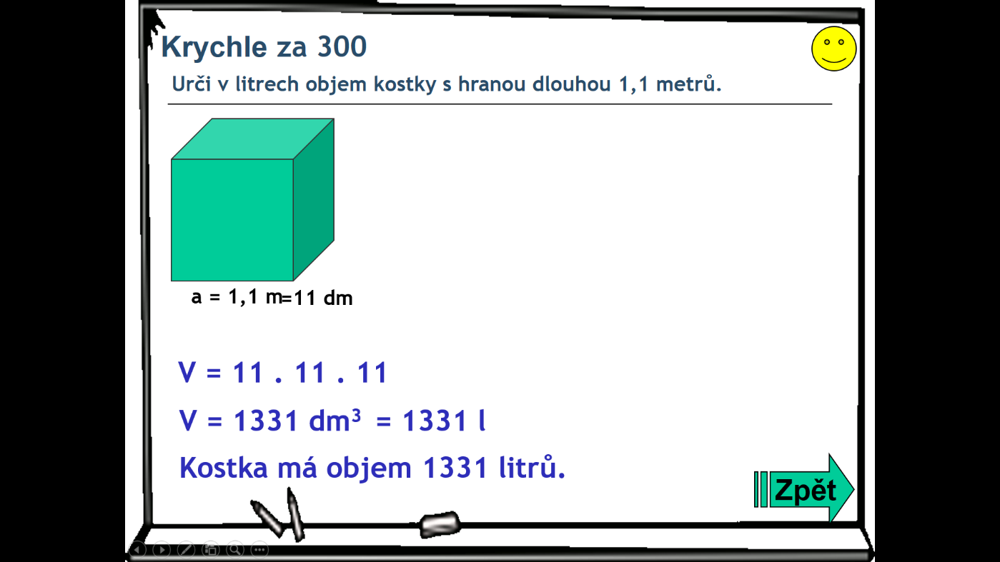 Krychle za 300
Urči v litrech objem kostky s hranou dlouhou 1,1 metrů.
a = 1,1 m=11 dm
V = 11 . 11 . 11
V = 1331 dm³ = 1331 l
Kostka má objem 1331 litrů.
Zpět